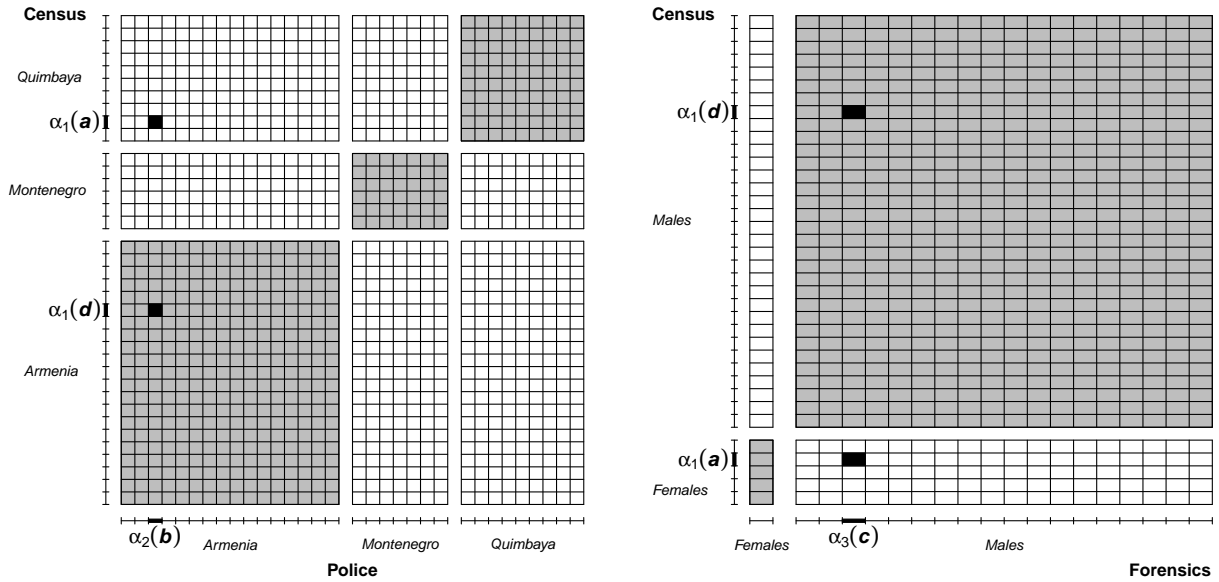 Census
Quimbaya
α₁(a)
Montenegro
α₁(d)
Armenia
α₂(b)
Armenia
Montenegro
Quimbaya
Police
Census
α₁(d)
Males
α₁(a)
Females
Females
α₃(c)
Males
Forensics